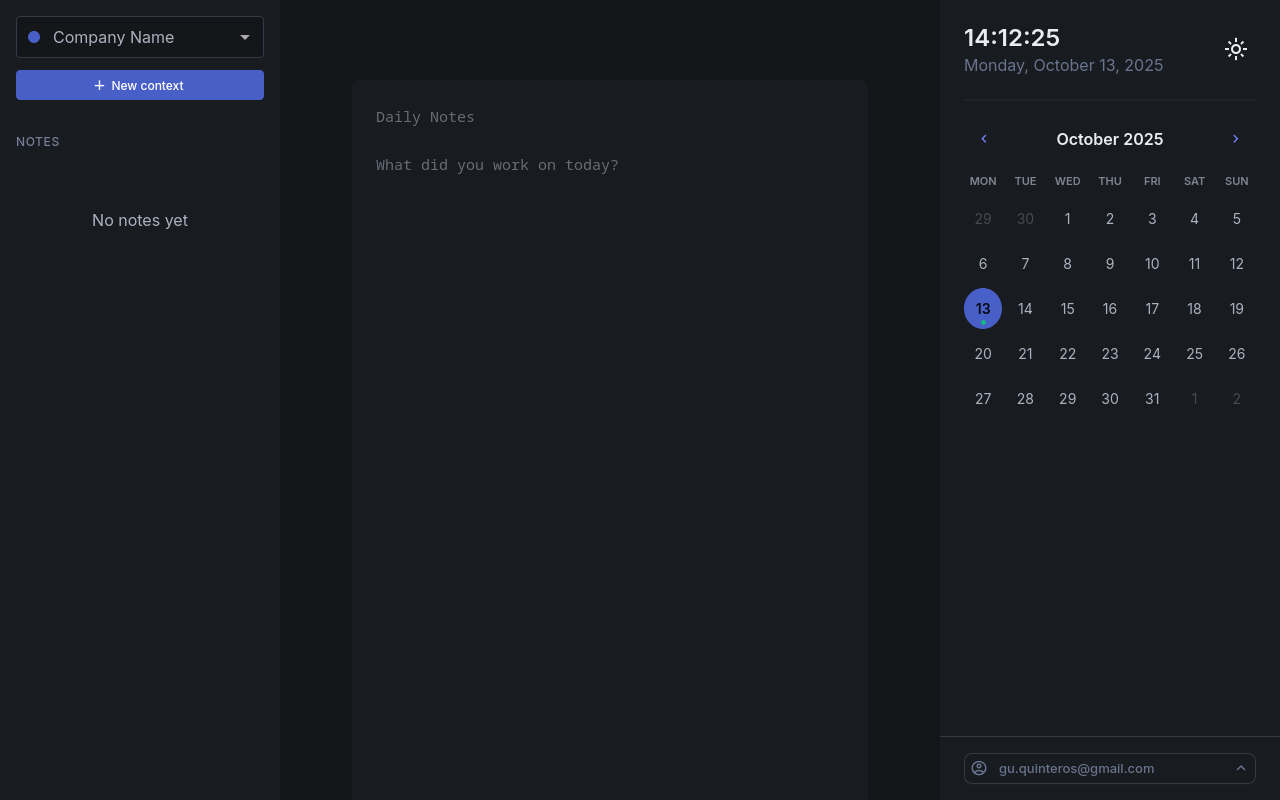 Company Name
New context
NOTES
No notes yet
Daily Notes
What did you work on today?
14:12:25
Monday, October 13, 2025
October 2025
MON TUE WED THU FRI SAT SUN
29 30 1 2 3 4 5
6 7 8 9 10 11 12
13 14 15 16 17 18 19
20 21 22 23 24 25 26
27 28 29 30 31 1 2
gu.quinteros@gmail.com